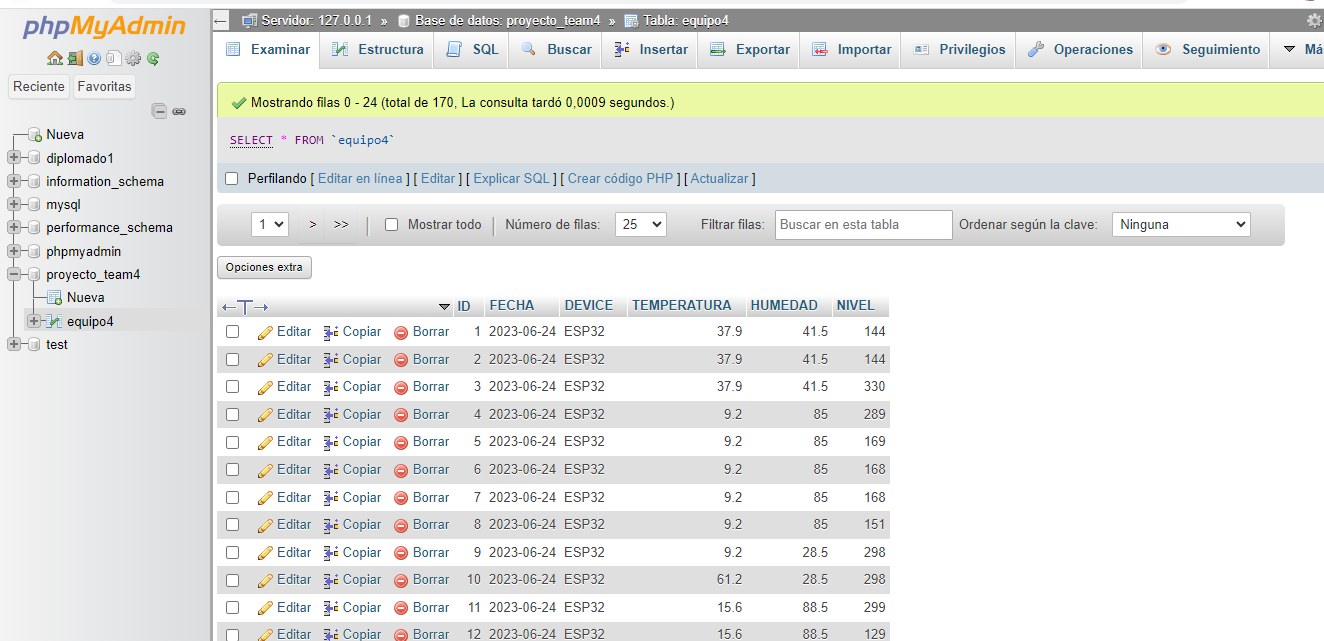 phpMyAdmin
Reciente Favoritas
Nueva
diplomado1
information_schema
mysql
performance_schema
phpmyadmin
proyecto_team4
Nueva
equipo4
test
Servidor: 127.0.0.1 » Base de datos: proyecto_team4 » Tabla: equipo4
Examinar Estructura SQL Buscar Insertar Exportar Importar Privilegios Operaciones Seguimiento Má
Mostrando filas 0 - 24 (total de 170, La consulta tardó 0,0009 segundos.)
SELECT * FROM `equipo4`
Perfilando [ Editar en línea ] [ Editar ] [ Explicar SQL ] [ Crear código PHP ] [ Actualizar ]
1 > >> | Mostrar todo | Número de filas: 25 Filtrar filas: Buscar en esta tabla Ordenar según la clave: Ninguna
Opciones extra
←T→ ID FECHA DEVICE TEMPERATURA HUMEDAD NIVEL
Editar Copiar Borrar 1 2023-06-24 ESP32 37.9 41.5 144
Editar Copiar Borrar 2 2023-06-24 ESP32 37.9 41.5 144
Editar Copiar Borrar 3 2023-06-24 ESP32 37.9 41.5 330
Editar Copiar Borrar 4 2023-06-24 ESP32 9.2 85 289
Editar Copiar Borrar 5 2023-06-24 ESP32 9.2 85 169
Editar Copiar Borrar 6 2023-06-24 ESP32 9.2 85 168
Editar Copiar Borrar 7 2023-06-24 ESP32 9.2 85 168
Editar Copiar Borrar 8 2023-06-24 ESP32 9.2 85 151
Editar Copiar Borrar 9 2023-06-24 ESP32 9.2 28.5 298
Editar Copiar Borrar 10 2023-06-24 ESP32 61.2 28.5 298
Editar Copiar Borrar 11 2023-06-24 ESP32 15.6 88.5 299
Editar Copiar Borrar 12 2023-06-24 ESP32 15.6 88.5 129